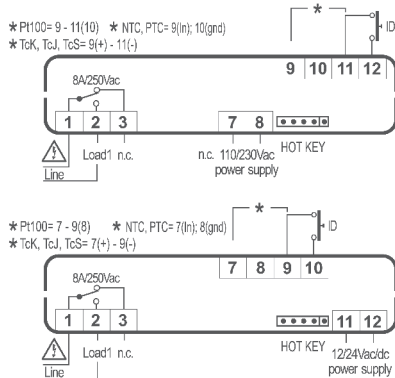 * Pt100= 9 - 11(10) * NTC, PTC= 9(In); 10(gnd)
* TcK, TcJ, TcS= 9(+) - 11(-)
*
ID
9 10 11 12
8A/250Vac
1 2 3 7 8
Load1 n.c. n.c. 110/230Vac HOT KEY
power supply
Line
* Pt100= 7 - 9(8) * NTC, PTC= 7(In); 8(gnd)
* TcK, TcJ, TcS= 7(+) - 9(-)
*
ID
7 8 9 10
8A/250Vac
1 2 3 11 12
Load1 n.c. HOT KEY 12/24Vac/dc
power supply
Line